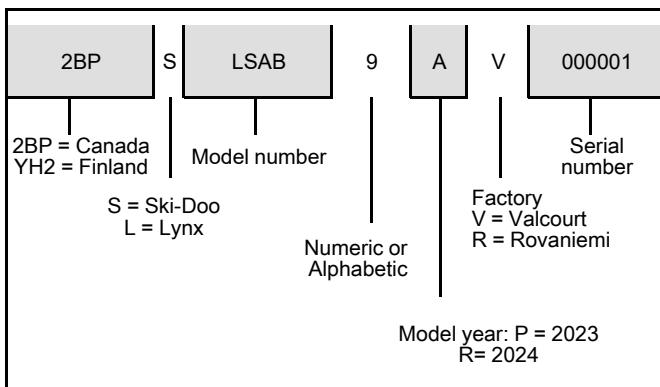 2BP S LSAB 9 A V 000001
2BP = Canada
YH2 = Finland
Model number
Serial
number
S = Ski-Doo
L = Lynx
Factory
V = Valcourt
R = Rovaniemi
Numeric or
Alphabetic
Model year: P = 2023
R= 2024